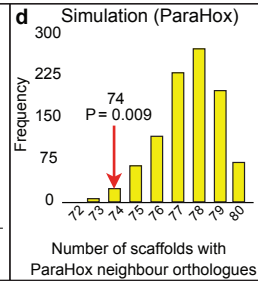 d Simulation (ParaHox)
300
225
150
75
0
Frequency
74
P = 0.009
72 73 74 75 76 77 78 79 80
Number of scaffolds with
ParaHox neighbour orthologues